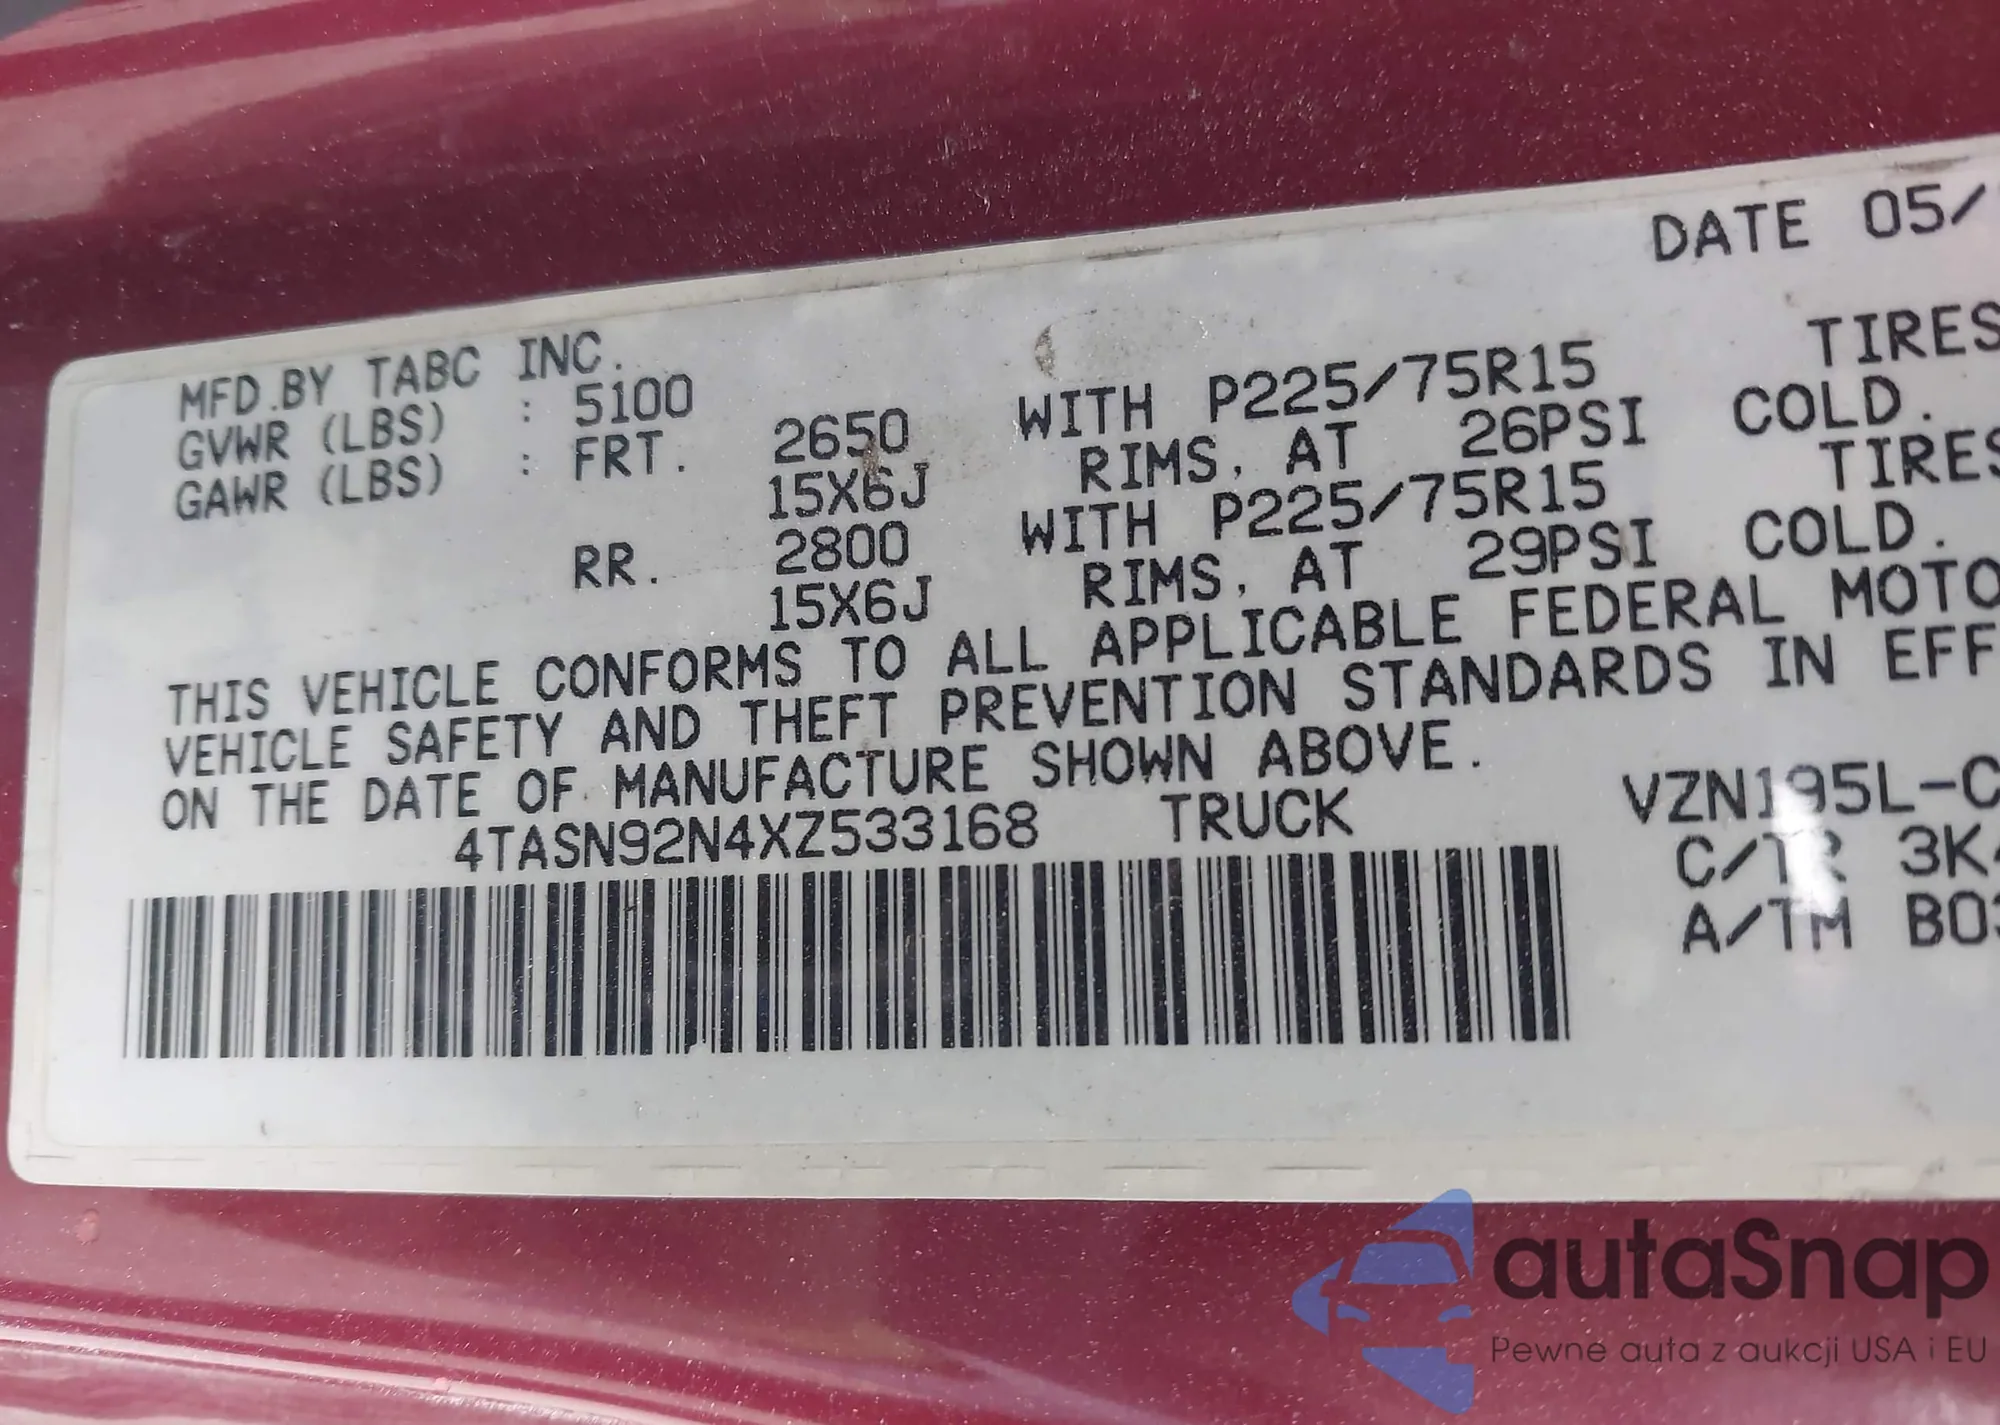 DATE 05/
MFD.BY TABC INC.
GVWR (LBS) : 5100
GAWR (LBS) : FRT. 2650 WITH P225/75R15 TIRES
15X6J RIMS, AT 26PSI COLD.
RR. 2800 WITH P225/75R15 TIRES
15X6J RIMS, AT 29PSI COLD.
THIS VEHICLE CONFORMS TO ALL APPLICABLE FEDERAL MOTO
VEHICLE SAFETY AND THEFT PREVENTION STANDARDS IN EFF
ON THE DATE OF MANUFACTURE SHOWN ABOVE.
4TASN92N4XZ533168 TRUCK VZN195L-C
C/TR 3K
A/TM B03
autaSnap
Pewne auta z aukcji USA i EU